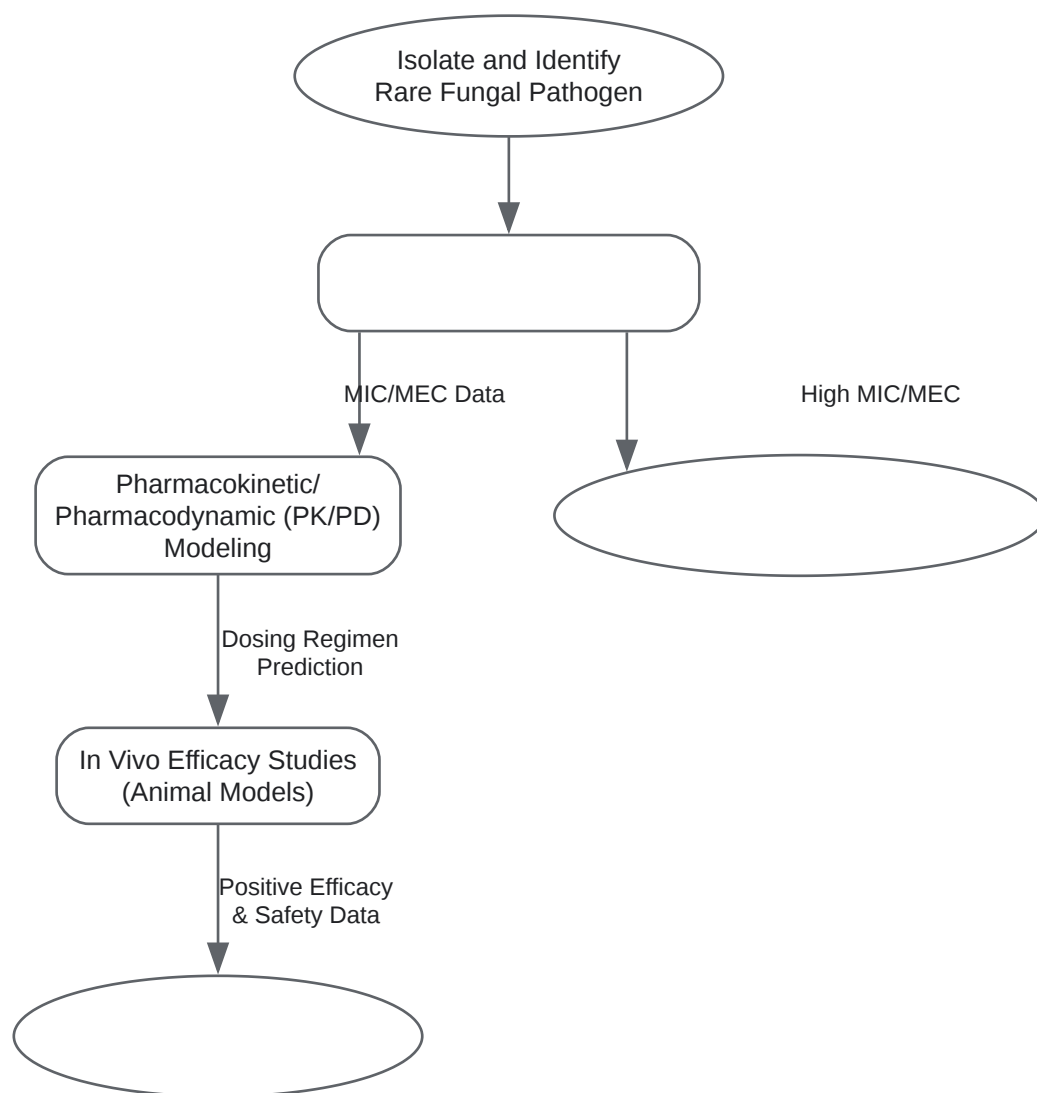 Isolate and Identify
Rare Fungal Pathogen
MIC/MEC Data
High MIC/MEC
Pharmacokinetic/
Pharmacodynamic (PK/PD)
Modeling
Dosing Regimen
Prediction
In Vivo Efficacy Studies
(Animal Models)
Positive Efficacy
& Safety Data